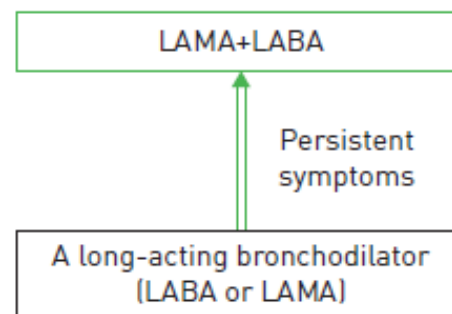 LAMA+LABA
Persistent
symptoms
A long-acting bronchodilator
(LABA or LAMA)